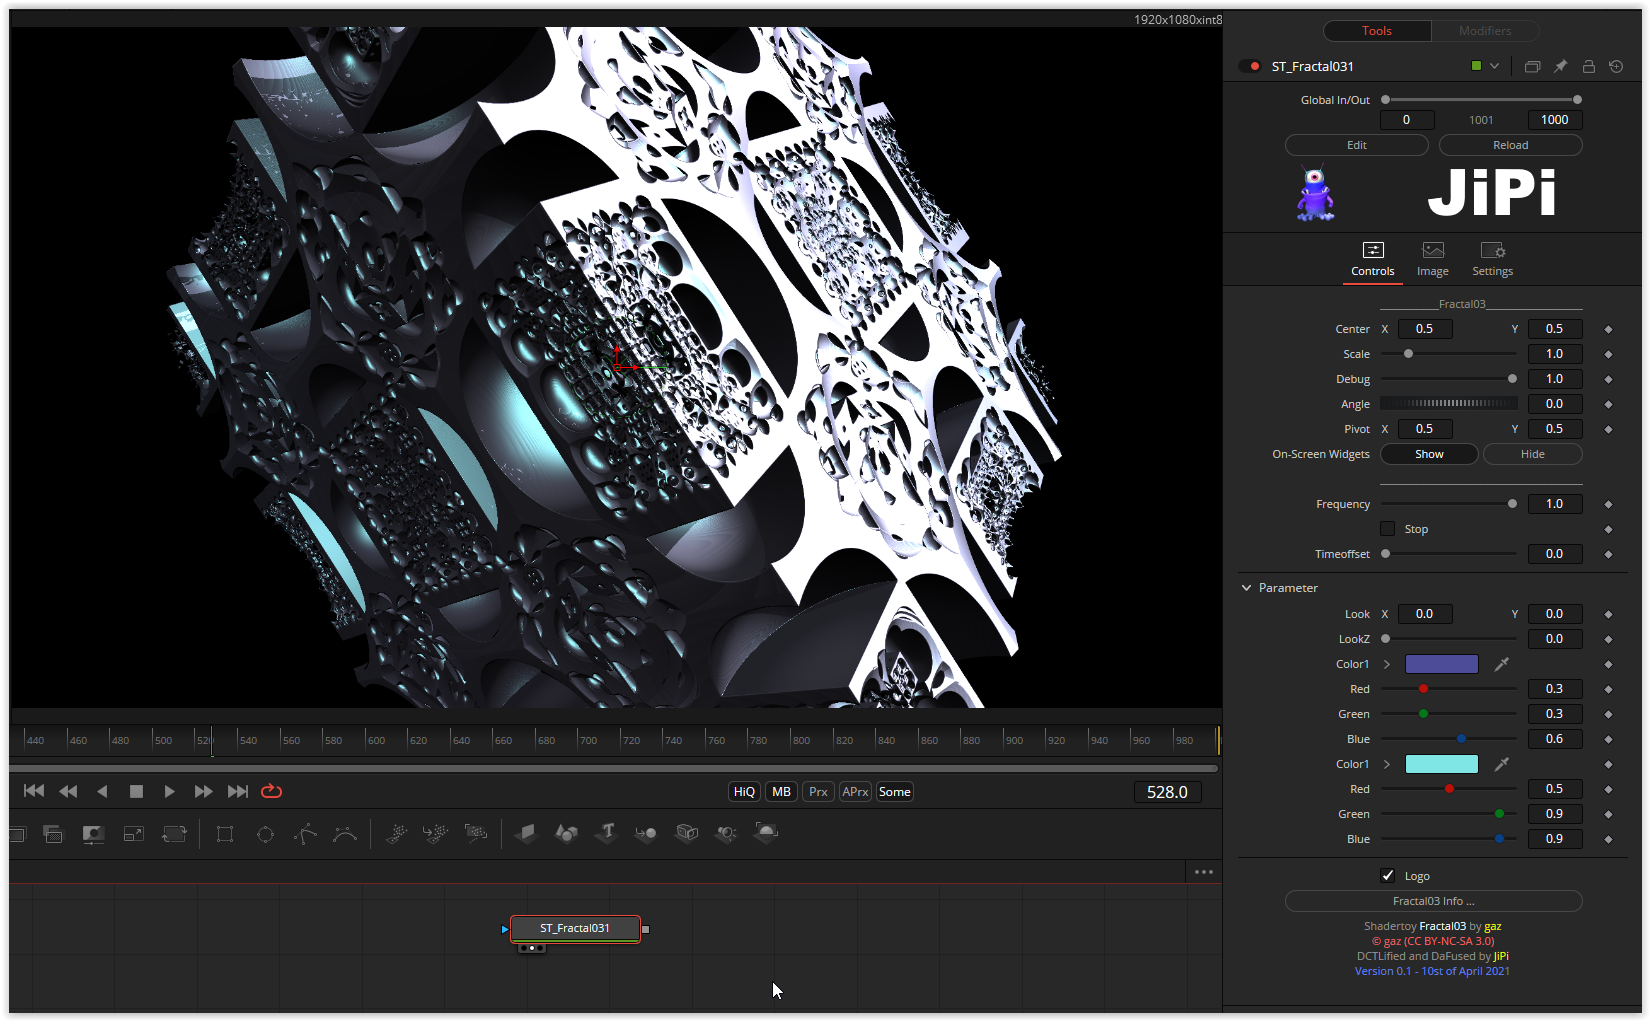 1920x1080xint8
Tools Modifiers
ST_Fractal031
Global In/Out
0 1001 1000
Edit Reload
JiPi
Controls Image Settings
Fractal03
Center X 0.5 Y 0.5
Scale 1.0
Debug 1.0
Angle 0.0
Pivot X 0.5 Y 0.5
On-Screen Widgets Show Hide
Frequency 1.0
Stop
Timeoffset 0.0
Parameter
Look X 0.0 Y 0.0
LookZ 0.0
Color1
Red 0.3
Green 0.3
Blue 0.6
Color1
Red 0.5
Green 0.9
Blue 0.9
Logo
Fractal03 Info ...
Shadertoy Fractal03 by gaz
© gaz (CC BY-NC-SA 3.0)
DCTLified and DaFused by JiPi
Version 0.1 - 10st of April 2021
440 460 480 500 520 540 560 580 600 620 640 660 680 700 720 740 760 780 800 820 840 860 880 900 920 940 960 980
HiQ MB Prx APrx Some 528.0
ST_Fractal031